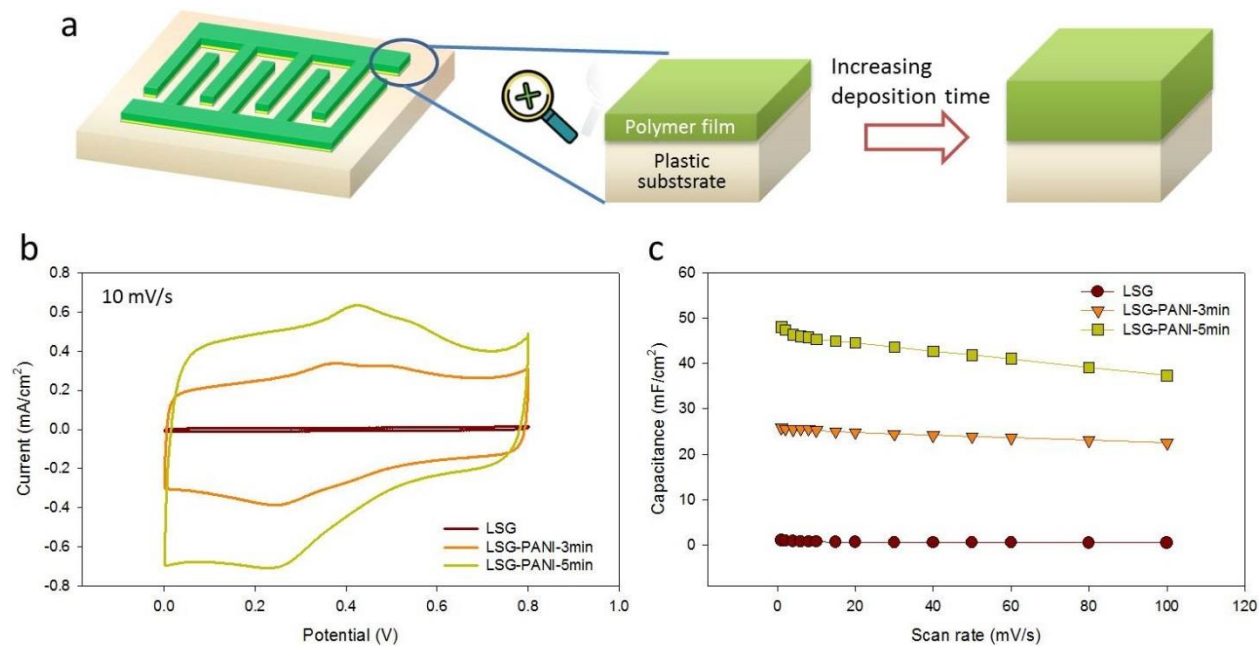 a
Polymer film
Plastic
substsrate
Increasing
deposition time
b
10 mV/s
Current (mA/cm²)
0.8
0.6
0.4
0.2
0.0
-0.2
-0.4
-0.6
-0.8
LSG
LSG-PANI-3min
LSG-PANI-5min
0.0 0.2 0.4 0.6 0.8 1.0
Potential (V)
c
Capacitance (mF/cm²)
60
50
40
30
20
10
0
LSG
LSG-PANI-3min
LSG-PANI-5min
0 20 40 60 80 100 120
Scan rate (mV/s)